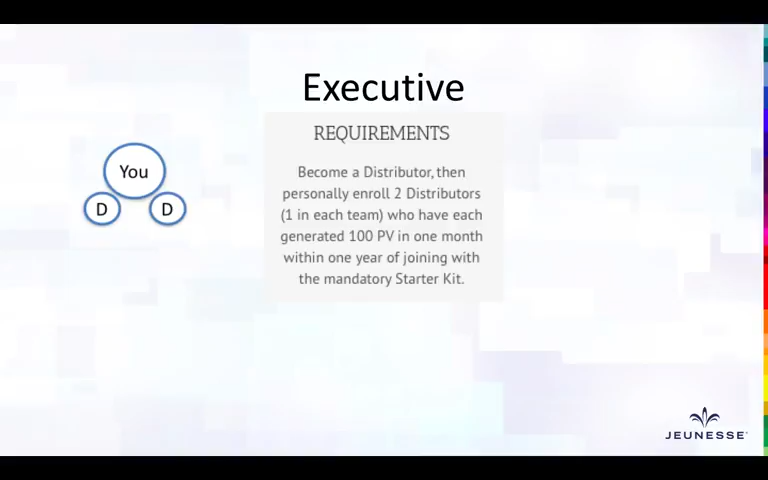 Executive
REQUIREMENTS
You
D
D
Become a Distributor, then
personally enroll 2 Distributors
(1 in each team) who have each
generated 100 PV in one month
within one year of joining with
the mandatory Starter Kit.
JEUNESSE